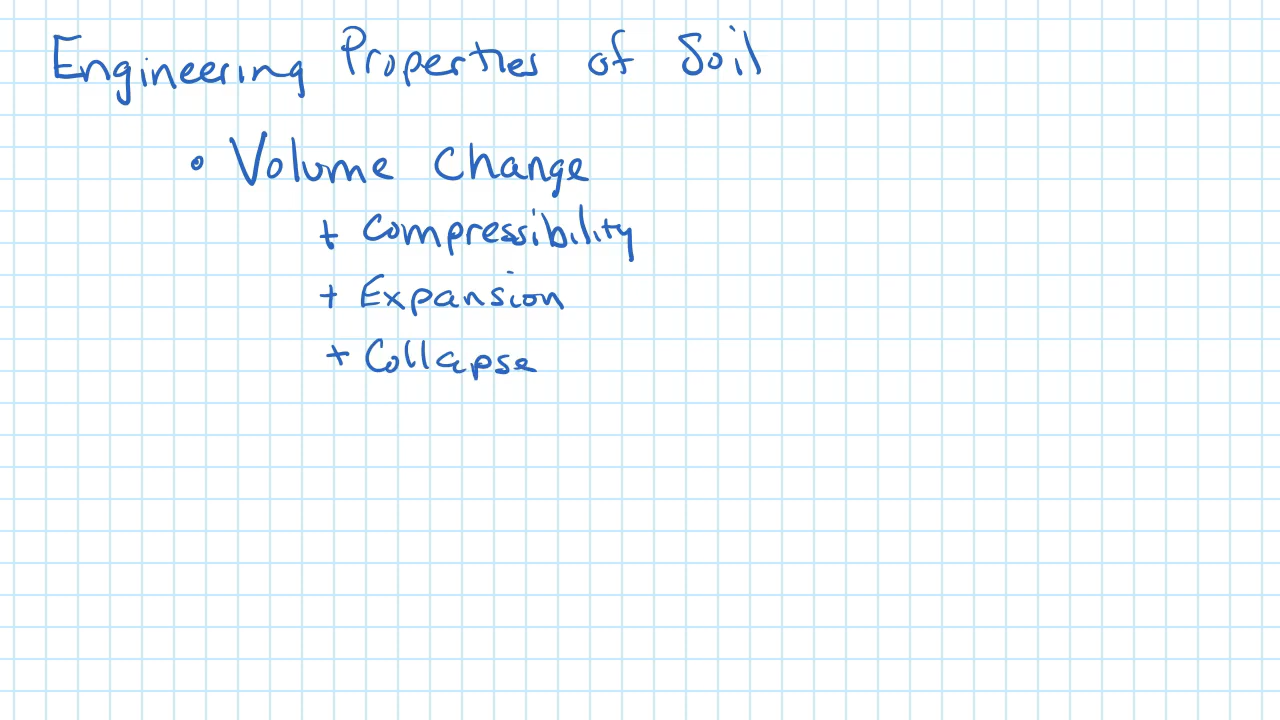 Engineering Properties of Soil
• Volume Change
+ Compressibility
+ Expansion
+ Collapse